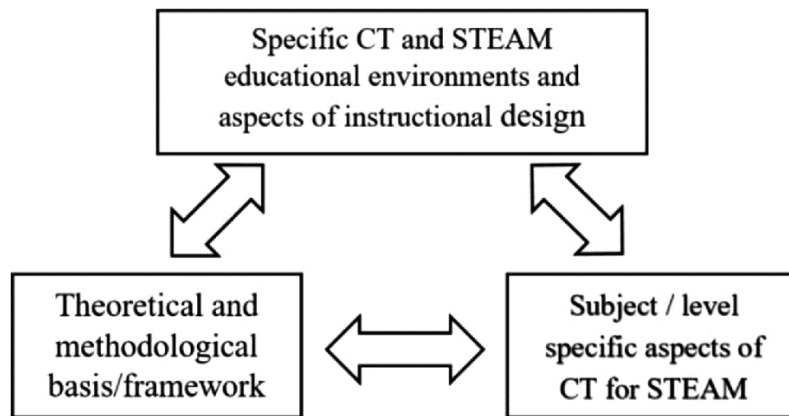 Specific CT and STEAM
educational environments and
aspects of instructional design
Theoretical and
methodological
basis/framework
Subject / level
specific aspects of
CT for STEAM